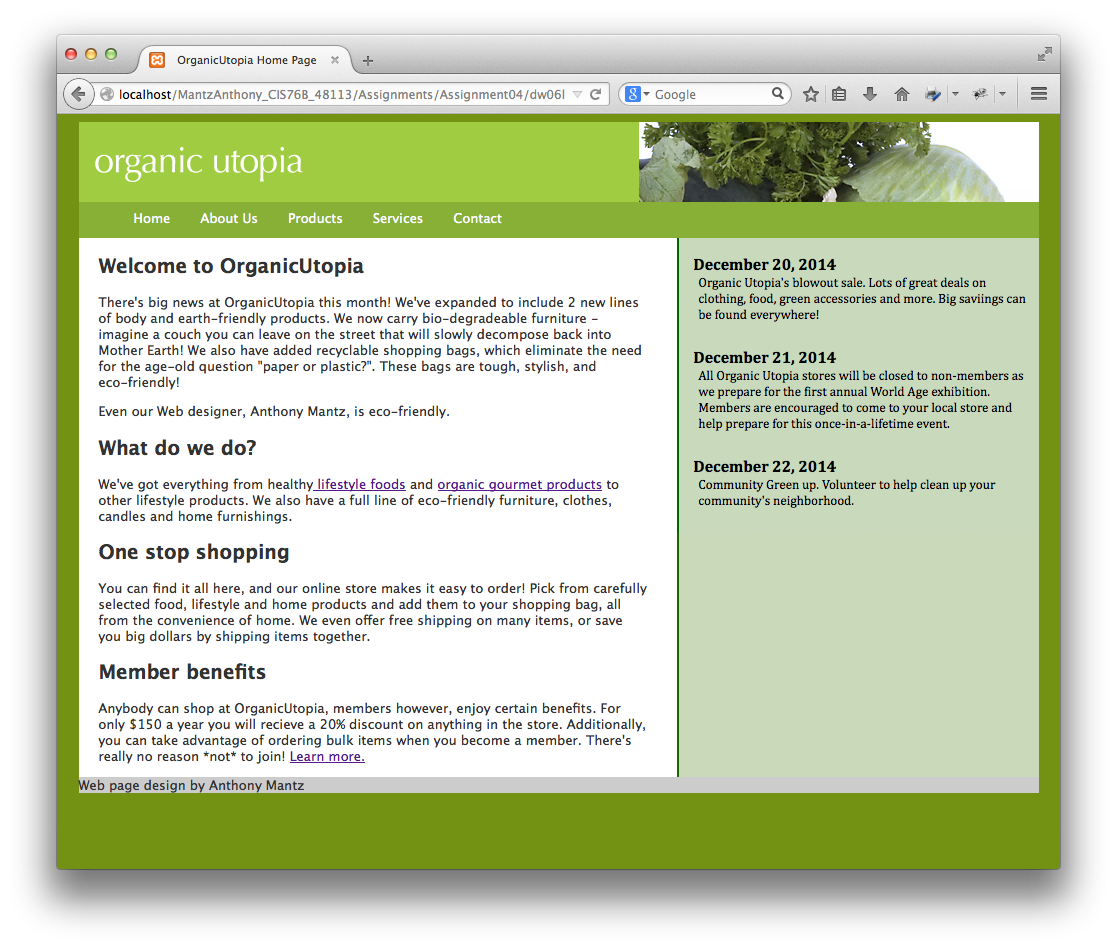 OrganicUtopia Home Page
localhost/MantzAnthony_CIS76B_48113/Assignments/Assignment04/dw06l
Google
organic utopia
Home About Us Products Services Contact
Welcome to OrganicUtopia
There's big news at OrganicUtopia this month! We've expanded to include 2 new lines
of body and earth-friendly products. We now carry bio-degradeable furniture -
imagine a couch you can leave on the street that will slowly decompose back into
Mother Earth! We also have added recyclable shopping bags, which eliminate the need
for the age-old question "paper or plastic?". These bags are tough, stylish, and
eco-friendly!
Even our Web designer, Anthony Mantz, is eco-friendly.
What do we do?
We've got everything from healthy lifestyle foods and organic gourmet products to
other lifestyle products. We also have a full line of eco-friendly furniture, clothes,
candles and home furnishings.
One stop shopping
You can find it all here, and our online store makes it easy to order! Pick from carefully
selected food, lifestyle and home products and add them to your shopping bag, all
from the convenience of home. We even offer free shipping on many items, or save
you big dollars by shipping items together.
Member benefits
Anybody can shop at OrganicUtopia, members however, enjoy certain benefits. For
only $150 a year you will recieve a 20% discount on anything in the store. Additionally,
you can take advantage of ordering bulk items when you become a member. There's
really no reason *not* to join! Learn more.
December 20, 2014
Organic Utopia's blowout sale. Lots of great deals on
clothing, food, green accessories and more. Big saviings can
be found everywhere!
December 21, 2014
All Organic Utopia stores will be closed to non-members as
we prepare for the first annual World Age exhibition.
Members are encouraged to come to your local store and
help prepare for this once-in-a-lifetime event.
December 22, 2014
Community Green up. Volunteer to help clean up your
community's neighborhood.
Web page design by Anthony Mantz